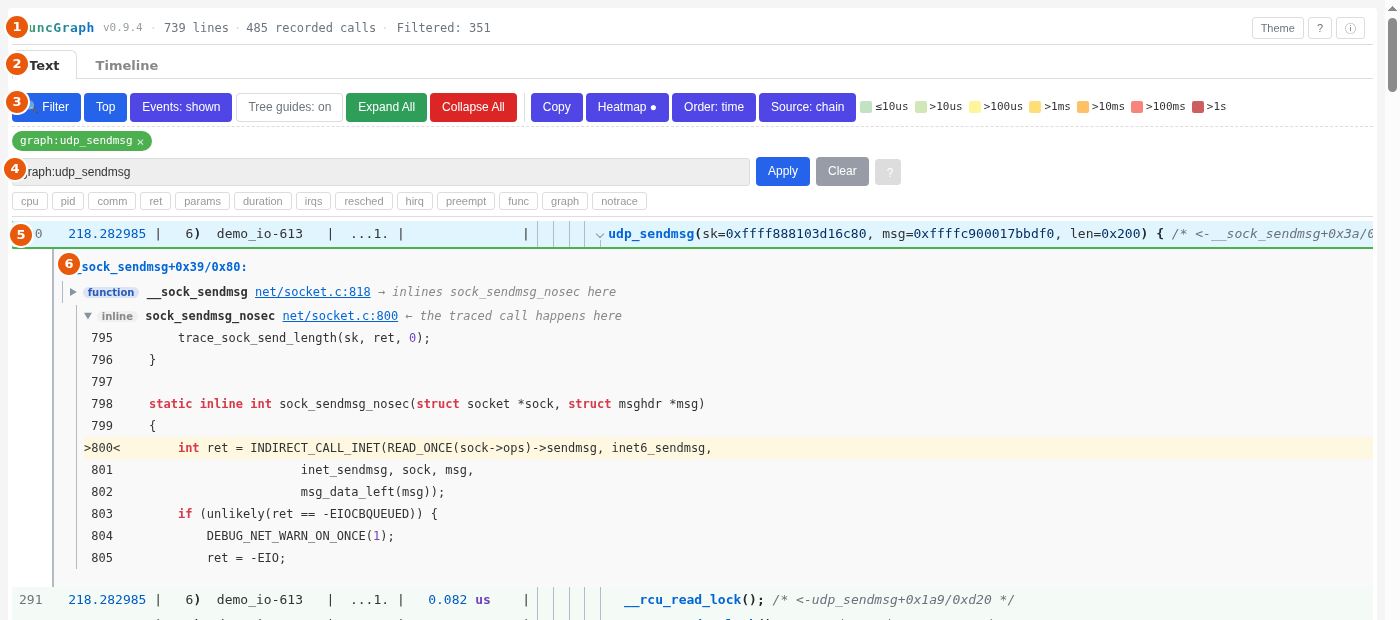 1 uncGraph v0.9.4 · 739 lines · 485 recorded calls · Filtered: 351 Theme ? ⓘ
2 Text Timeline
3 Filter Top Events: shown Tree guides: on Expand All Collapse All Copy Heatmap ● Order: time Source: chain ≤10us >10us >100us >1ms >10ms >100ms >1s
graph:udp_sendmsg ×
4 raph:udp_sendmsg Apply Clear ?
cpu pid comm ret params duration irqs resched hirq preempt func graph notrace
5 0 218.282985 | 6) demo_io-613 | ...1. | | udp_sendmsg(sk=0xffff888103d16c80, msg=0xffffc900017bbdf0, len=0x200) { /* <-__sock_sendmsg+0x3a/0
6 _sock_sendmsg+0x39/0x80:
▶ function __sock_sendmsg net/socket.c:818 → inlines sock_sendmsg_nosec here
▼ inline sock_sendmsg_nosec net/socket.c:800 ← the traced call happens here
795 trace_sock_send_length(sk, ret, 0);
796 }
797
798 static inline int sock_sendmsg_nosec(struct socket *sock, struct msghdr *msg)
799 {
>800< int ret = INDIRECT_CALL_INET(READ_ONCE(sock->ops)->sendmsg, inet6_sendmsg,
801 inet_sendmsg, sock, msg,
802 msg_data_left(msg));
803 if (unlikely(ret == -EIOCBQUEUED)) {
804 DEBUG_NET_WARN_ON_ONCE(1);
805 ret = -EIO;
291 218.282985 | 6) demo_io-613 | ...1. | 0.082 us | __rcu_read_lock(); /* <-udp_sendmsg+0x1a9/0xd20 */